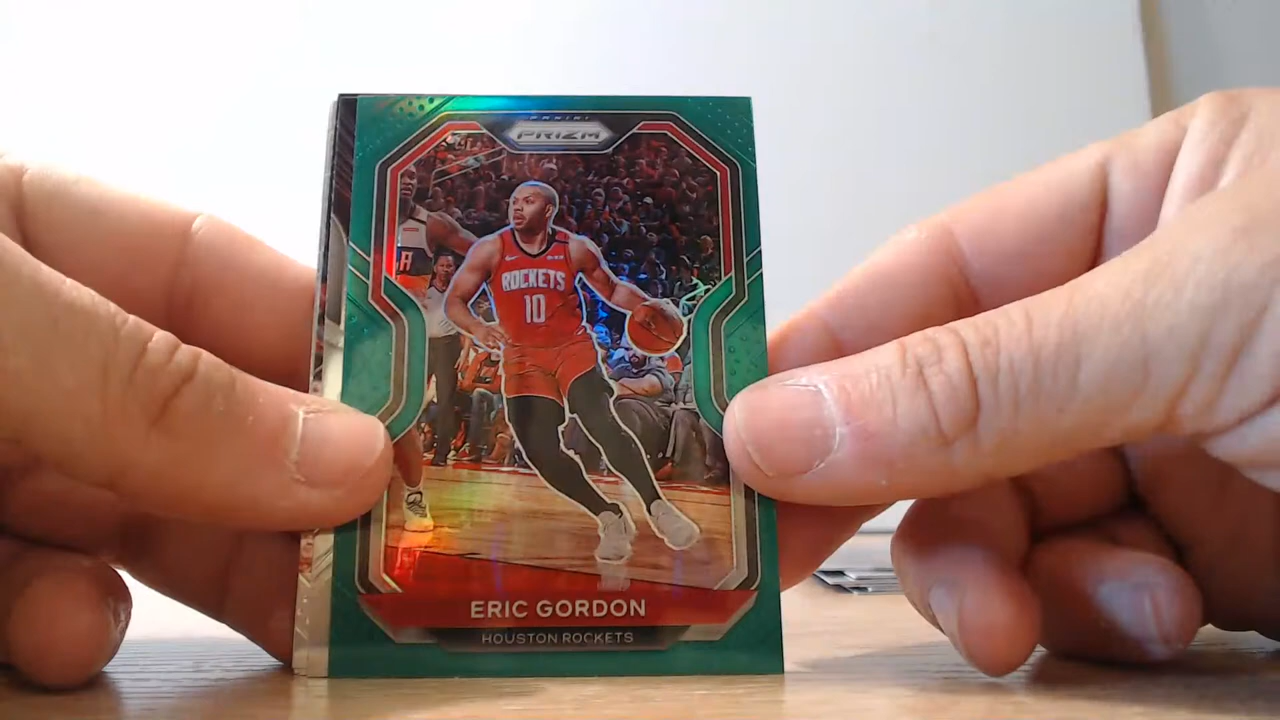 PANINI
PRIZM
ROCKETS
10
ERIC GORDON
HOUSTON ROCKETS